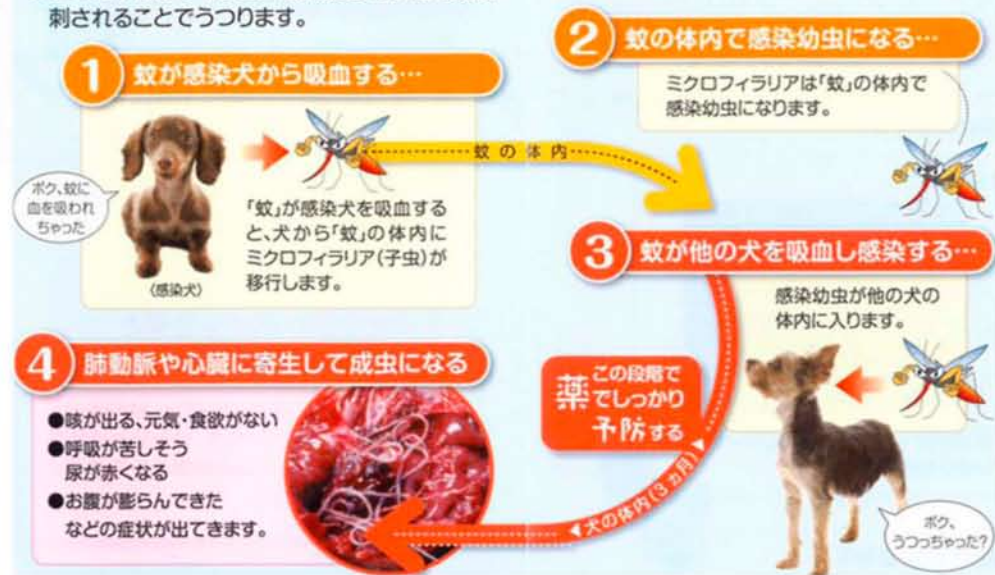 刺されることでうつります。
1 蚊が感染犬から吸血する…
ボク、蚊に
血を吸われ
ちゃった
(感染犬)
「蚊」が感染犬を吸血する
と、犬から「蚊」の体内に
ミクロフィラリア(子虫)が
移行します。
蚊の体内
2 蚊の体内で感染幼虫になる…
ミクロフィラリアは「蚊」の体内で
感染幼虫になります。
3 蚊が他の犬を吸血し感染する…
感染幼虫が他の犬の
体内に入ります。
ボク、
うつっちゃった?
薬
この段階で
でしっかり
予防する
犬の体内(3ヵ月)
4 肺動脈や心臓に寄生して成虫になる
●咳が出る、元気・食欲がない
●呼吸が苦しそう
尿が赤くなる
●お腹が膨らんできた
などの症状が出てきます。